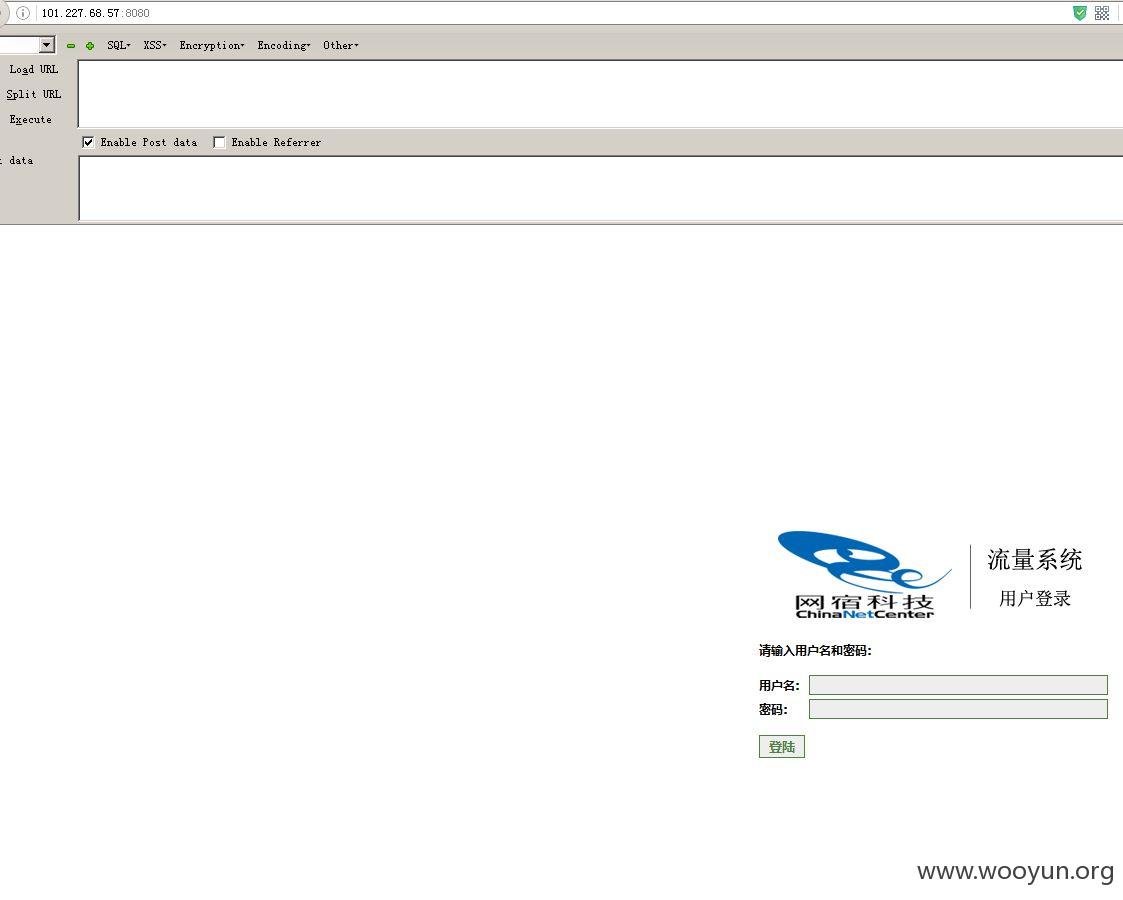 101.227.68.57:8080
SQL XSS Encryption Encoding Other
Load URL
Split URL
Execute
Enable Post data Enable Referrer
data
流量系统
用户登录
网宿科技
ChinaNetCenter
请输入用户名和密码:
用户名:
密码:
登陆
www.wooyun.org